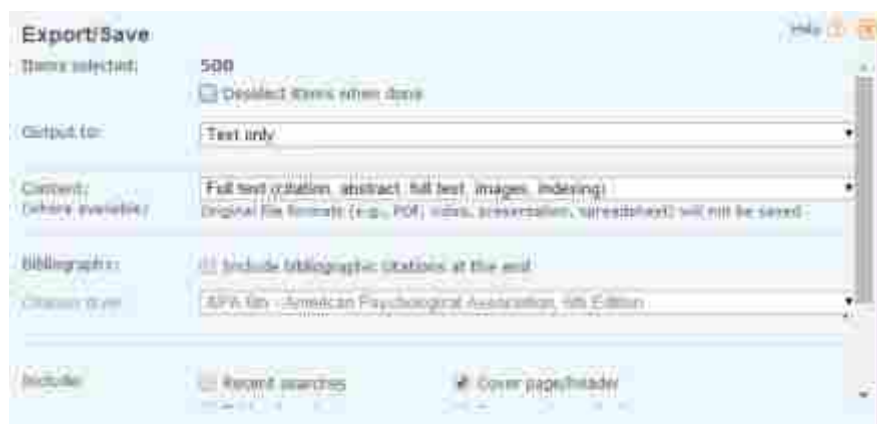 Export/Save
Help
Items selected:
500
Deselect items when done
Output to:
Text only
Content:
(where available)
Full text (citation, abstract, full text, images, indexing)
Original file formats (e.g., PDF, video, presentation, spreadsheet) will not be saved
Bibliography:
Include bibliographic citations at the end
Citation style:
APA 6th - American Psychological Association, 6th Edition
Include:
Recent searches
Cover page/header